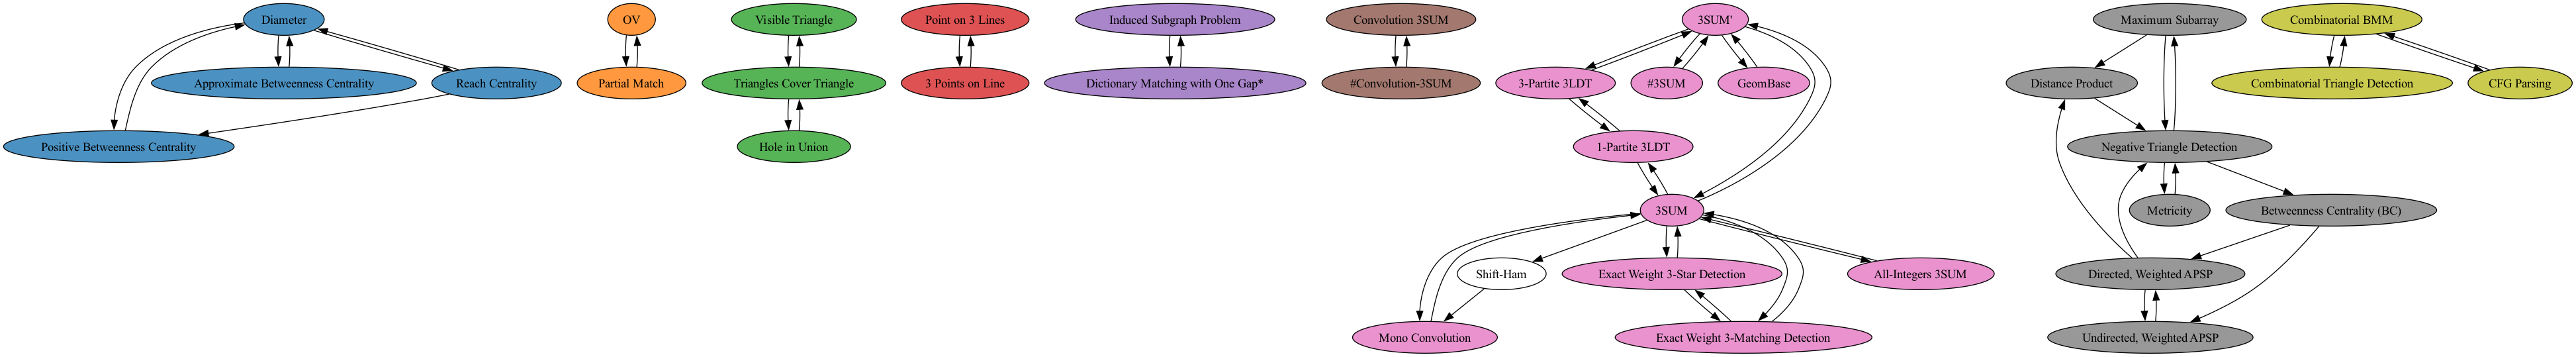 Diameter
OV
Visible Triangle
Point on 3 Lines
Induced Subgraph Problem
Convolution 3SUM
3SUM'
Maximum Subarray
Combinatorial BMM
Approximate Betweenness Centrality
Reach Centrality
Partial Match
Triangles Cover Triangle
3 Points on Line
Dictionary Matching with One Gap*
#Convolution-3SUM
3-Partite 3LDT
#3SUM
GeomBase
Distance Product
Combinatorial Triangle Detection
CFG Parsing
Positive Betweenness Centrality
Hole in Union
1-Partite 3LDT
Negative Triangle Detection
3SUM
Metricity
Betweenness Centrality (BC)
Shift-Ham
Exact Weight 3-Star Detection
All-Integers 3SUM
Directed, Weighted APSP
Mono Convolution
Exact Weight 3-Matching Detection
Undirected, Weighted APSP